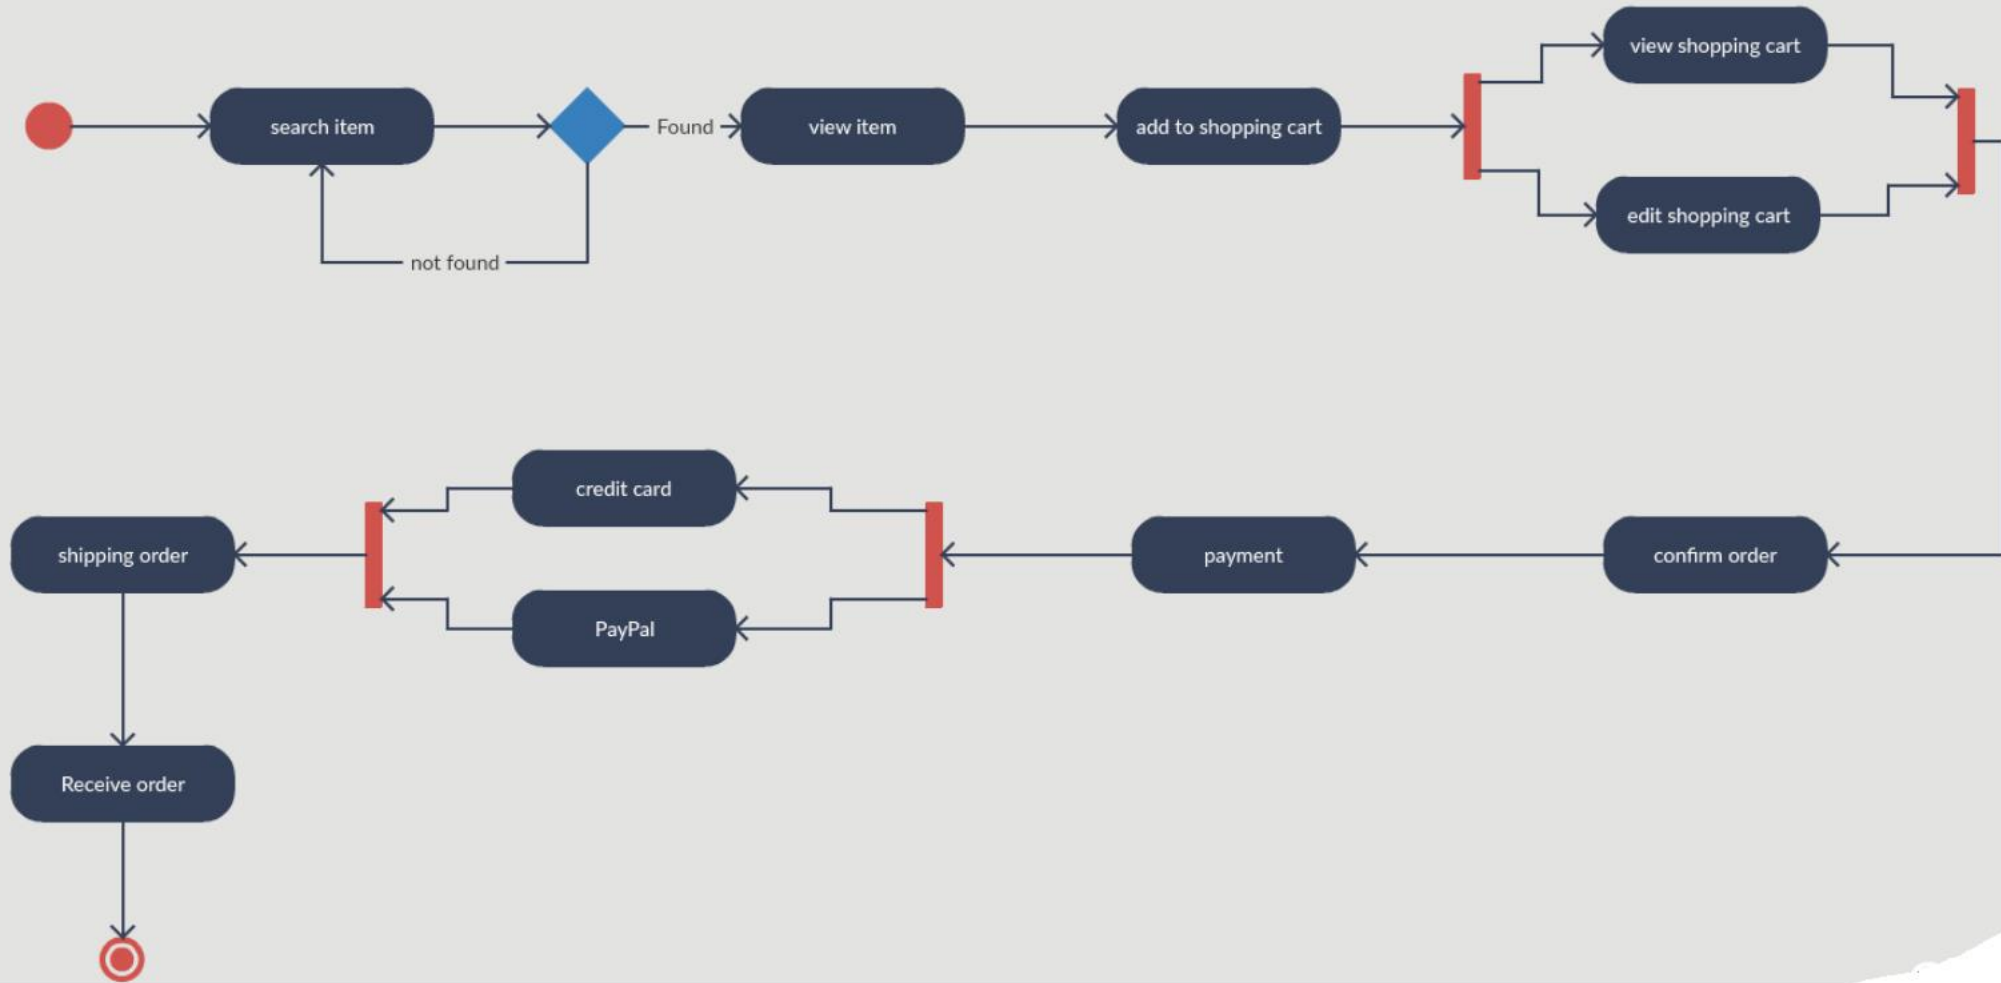 search item
Found
view item
add to shopping cart
view shopping cart
edit shopping cart
not found
credit card
shipping order
payment
confirm order
PayPal
Receive order